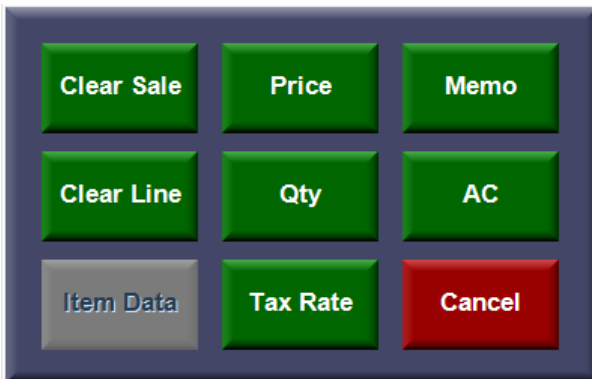 Clear Sale
Price
Memo
Clear Line
Qty
AC
Item Data
Tax Rate
Cancel